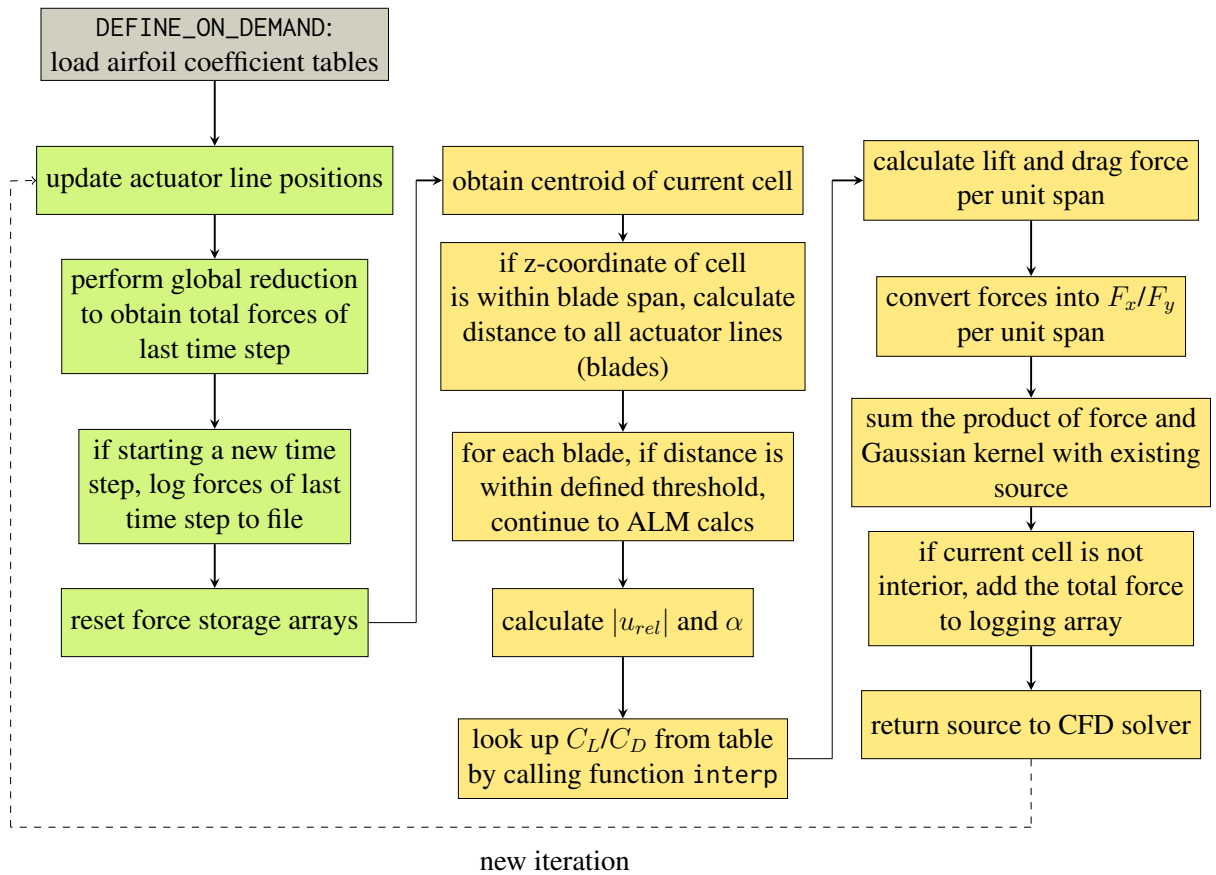 DEFINE_ON_DEMAND:
load airfoil coefficient tables
update actuator line positions
perform global reduction
to obtain total forces of
last time step
if starting a new time
step, log forces of last
time step to file
reset force storage arrays
obtain centroid of current cell
if z-coordinate of cell
is within blade span, calculate
distance to all actuator lines
(blades)
for each blade, if distance is
within defined threshold,
continue to ALM calcs
calculate |u_{rel}| and α
look up C_L/C_D from table
by calling function interp
calculate lift and drag force
per unit span
convert forces into F_x/F_y
per unit span
sum the product of force and
Gaussian kernel with existing
source
if current cell is not
interior, add the total force
to logging array
return source to CFD solver
new iteration